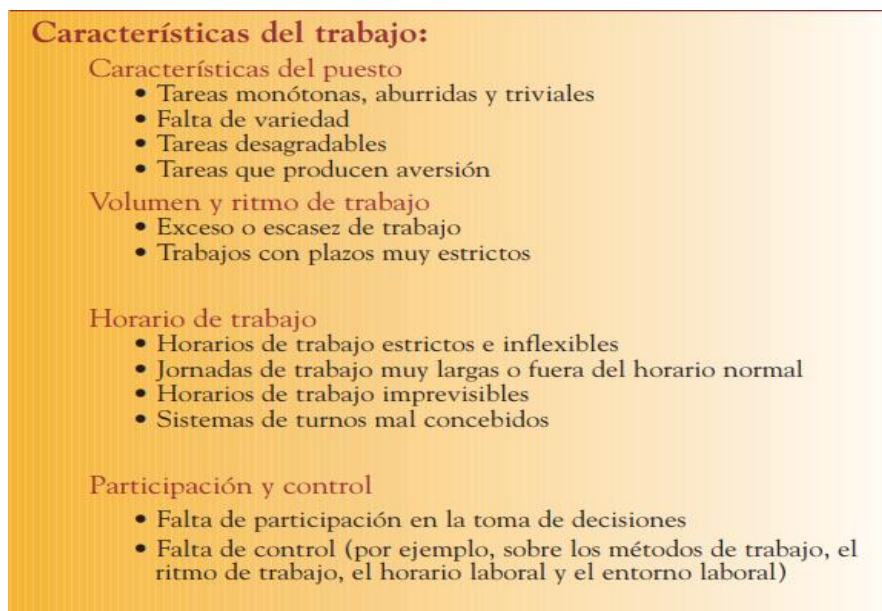 Características del trabajo:
Características del puesto
• Tareas monótonas, aburridas y triviales
• Falta de variedad
• Tareas desagradables
• Tareas que producen aversión
Volumen y ritmo de trabajo
• Exceso o escasez de trabajo
• Trabajos con plazos muy estrictos
Horario de trabajo
• Horarios de trabajo estrictos e inflexibles
• Jornadas de trabajo muy largas o fuera del horario normal
• Horarios de trabajo imprevisibles
• Sistemas de turnos mal concebidos
Participación y control
• Falta de participación en la toma de decisiones
• Falta de control (por ejemplo, sobre los métodos de trabajo, el
ritmo de trabajo, el horario laboral y el entorno laboral)